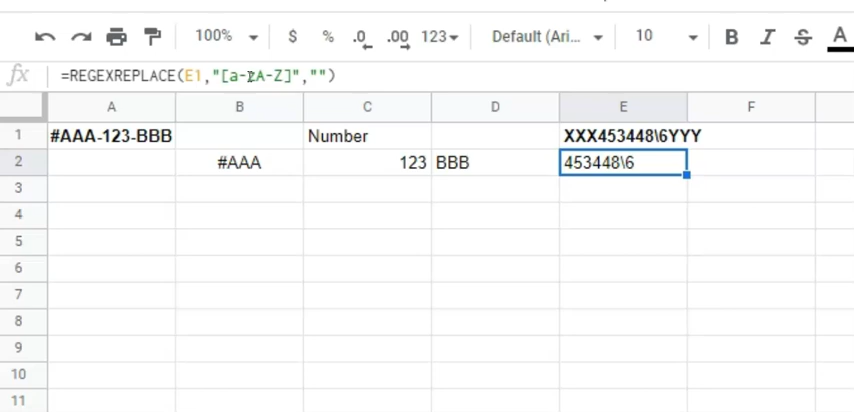 100% $ % .0 .00 123 Default (Ari... 10 B I S A
fx =REGEXREPLACE(E1,"[a-zA-Z]","")
A B C D E F
1 #AAA-123-BBB Number XXX453448\6YYY
2 #AAA 123 BBB 453448\6
3
4
5
6
7
8
9
10
11